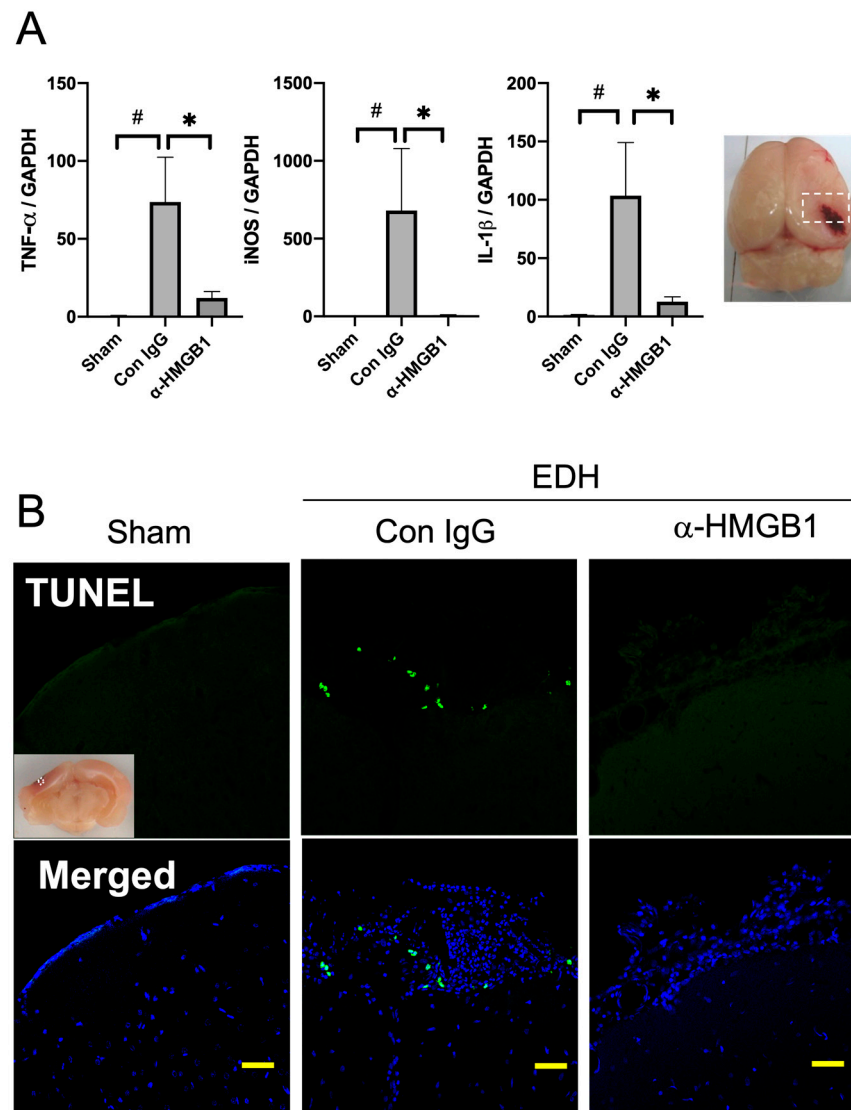 A
TNF-α / GAPDH
150
100
50
0
Sham
Con IgG
α-HMGB1
#
*
iNOS / GAPDH
1500
1000
500
0
Sham
Con IgG
α-HMGB1
#
*
IL-1β / GAPDH
200
150
100
50
0
Sham
Con IgG
α-HMGB1
#
*
B
EDH
Sham
Con IgG
α-HMGB1
TUNEL
Merged